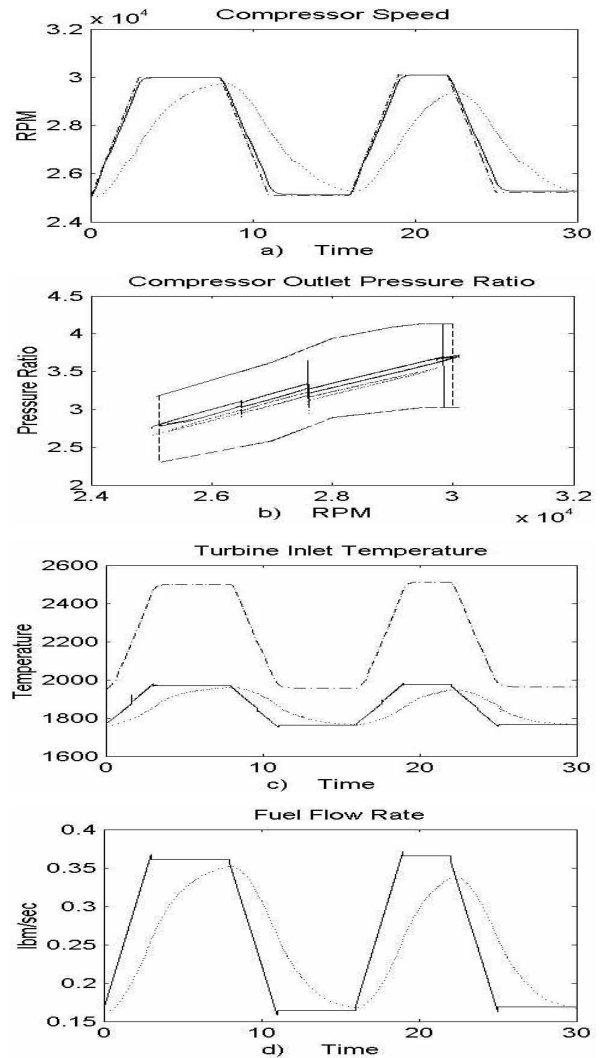 x 10⁴
Compressor Speed
3.2
3
2.8
2.6
2.4
RPM
0 10 20 30
a) Time
Compressor Outlet Pressure Ratio
4.5
4
3.5
3
2.5
2
Pressure Ratio
2.4 2.6 2.8 3 3.2
b) RPM x 10⁴
Turbine Inlet Temperature
2600
2400
2200
2000
1800
1600
Temperature
0 10 20 30
c) Time
Fuel Flow Rate
0.4
0.35
0.3
0.25
0.2
0.15
lbm/sec
0 10 20 30
d) Time